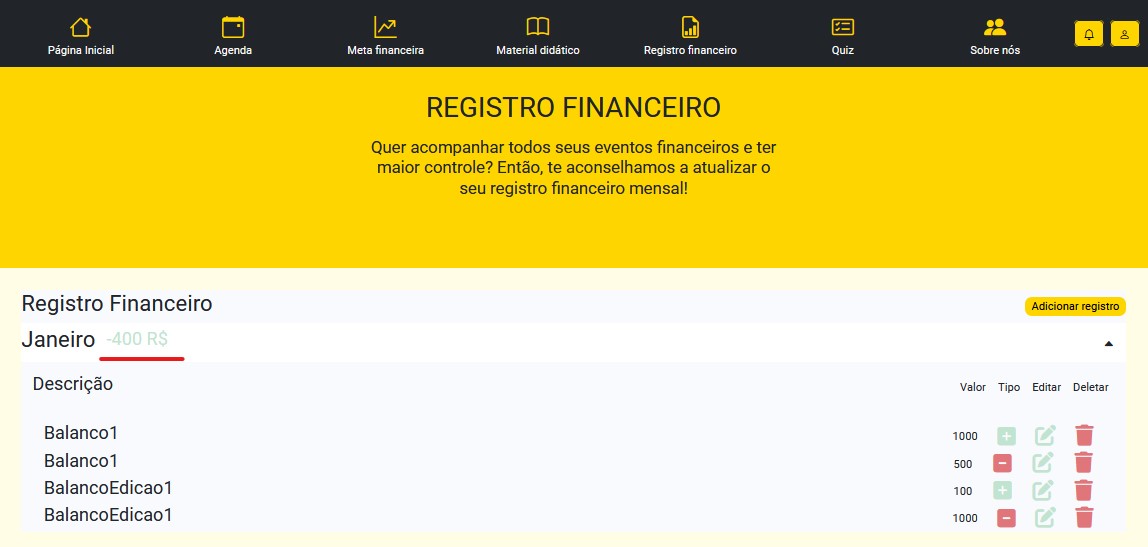 Página Inicial
Agenda
Meta financeira
Material didático
Registro financeiro
Quiz
Sobre nós
REGISTRO FINANCEIRO
Quer acompanhar todos seus eventos financeiros e ter
maior controle? Então, te aconselhamos a atualizar o
seu registro financeiro mensal!
Registro Financeiro
Adicionar registro
Janeiro -400 R$
Descrição Valor Tipo Editar Deletar
Balanco1 1000
Balanco1 500
BalancoEdicao1 100
BalancoEdicao1 1000